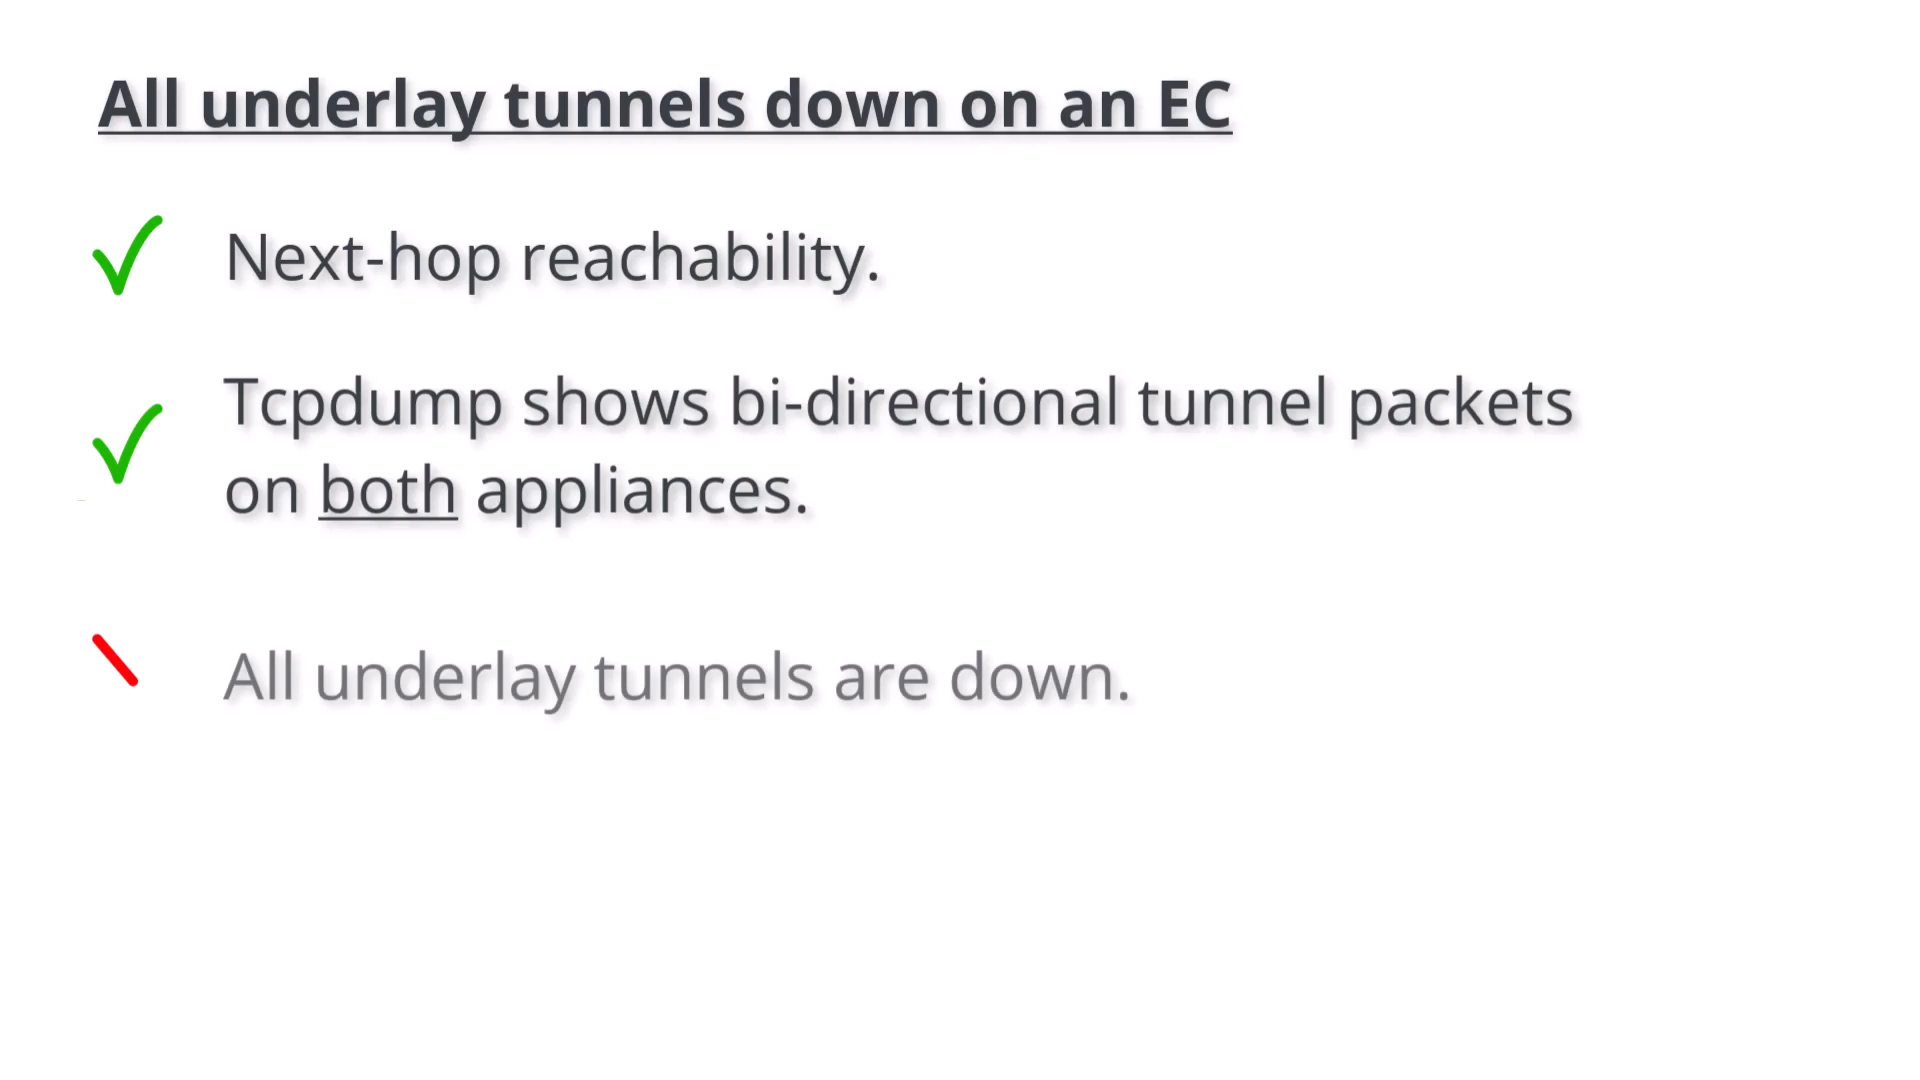 All underlay tunnels down on an EC
Next-hop reachability.
Tcpdump shows bi-directional tunnel packets
on both appliances.
All underlay tunnels are down.